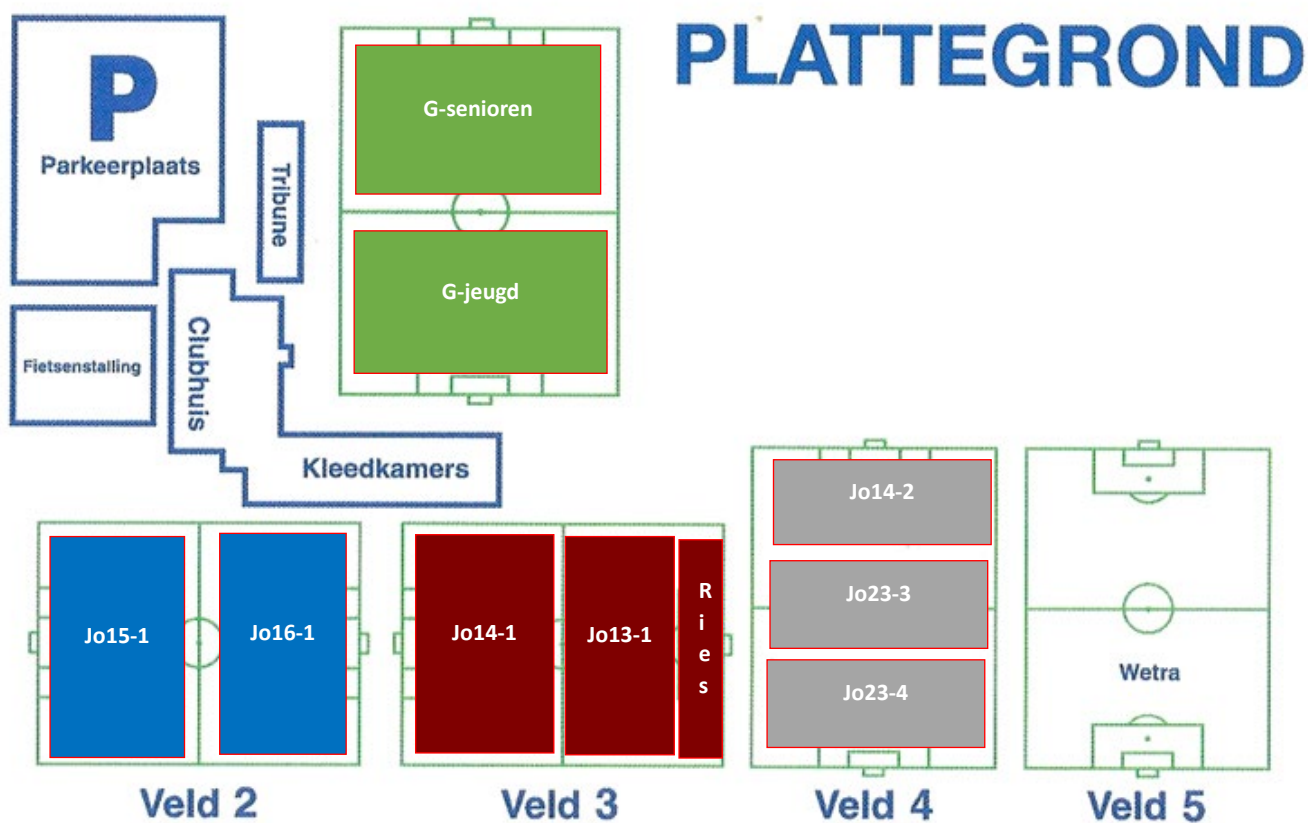 PLATTEGROND
P
Parkeerplaats
Tribune
G-senioren
G-jeugd
Fietsenstalling
Clubhuis
Kleedkamers
Jo15-1
Jo16-1
Jo14-1
Jo13-1
Ries
Jo14-2
Jo23-3
Jo23-4
Wetra
Veld 2
Veld 3
Veld 4
Veld 5